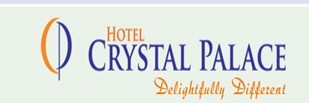 HOTEL
CRYSTAL PALACE
Delightfully Different